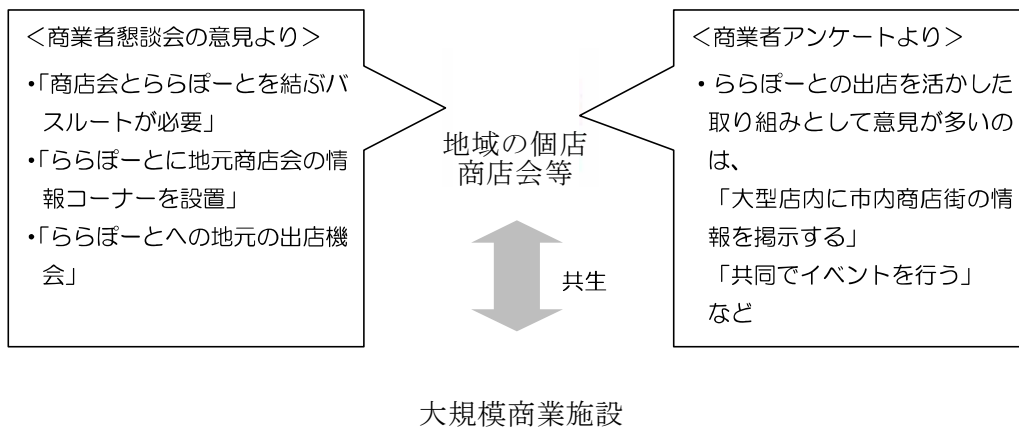 ＜商業者懇談会の意見より＞
・「商店会とららぽーとを結ぶバ
スルートが必要」
・「ららぽーとに地元商店会の情
報コーナーを設置」
・「ららぽーとへの地元の出店機
会」
地域の個店
商店会等
共生
＜商業者アンケートより＞
・ ららぽーとの出店を活かした
取り組みとして意見が多いの
は、
「大型店内に市内商店街の情
報を掲示する」
「共同でイベントを行う」
など
大規模商業施設